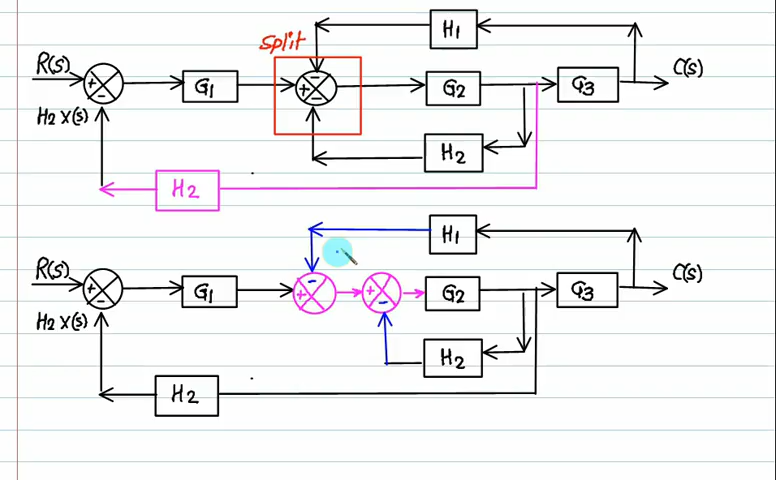 H1
split
R(s) + - G1 + - - G2 G3 C(s)
H2 X(s)
H2
H2
H1
R(s) + - G1 + - + - G2 G3 C(s)
H2 X(s)
H2
H2